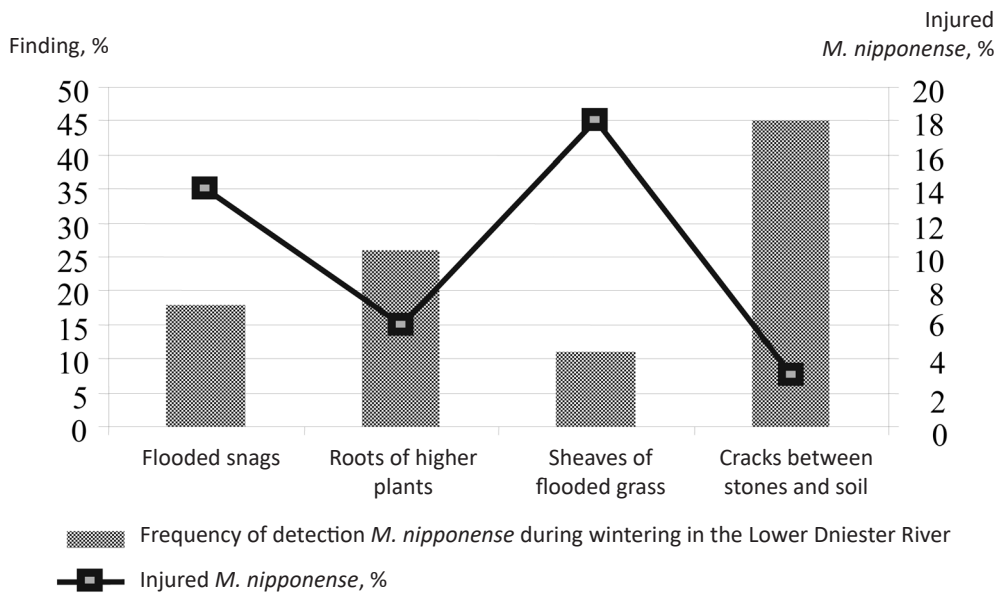 Finding, %
Injured
M. nipponense, %
50
45
40
35
30
25
20
15
10
5
0
20
18
16
14
12
10
8
6
4
2
0
Flooded snags
Roots of higher
plants
Sheaves of
flooded grass
Cracks between
stones and soil
Frequency of detection M. nipponense during wintering in the Lower Dniester River
Injured M. nipponense, %